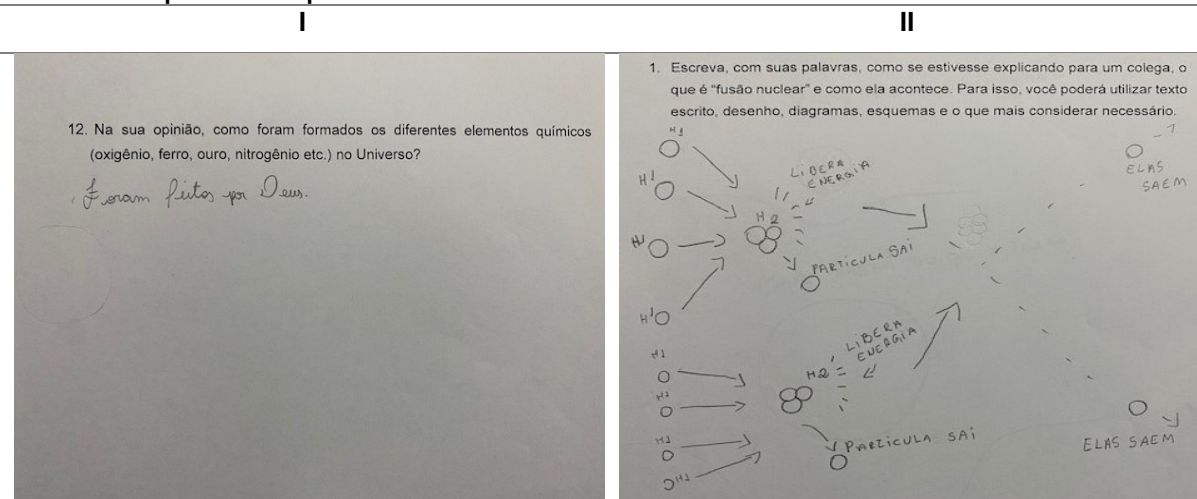 I
II
12. Na sua opinião, como foram formados os diferentes elementos químicos
(oxigênio, ferro, ouro, nitrogênio etc.) no Universo?
Foram feitos por Deus.
1. Escreva, com suas palavras, como se estivesse explicando para um colega, o
que é “fusão nuclear” e como ela acontece. Para isso, você poderá utilizar texto
escrito, desenho, diagramas, esquemas e o que mais considerar necessário.
H1
H1
H1
H1
LIBERA
ENERGIA
H2
PARTICULA SAI
ELAS
SAEM
H1
H1
H1
H1
LIBERA
ENERGIA
H2
PARTICULA SAI
ELAS SAEM